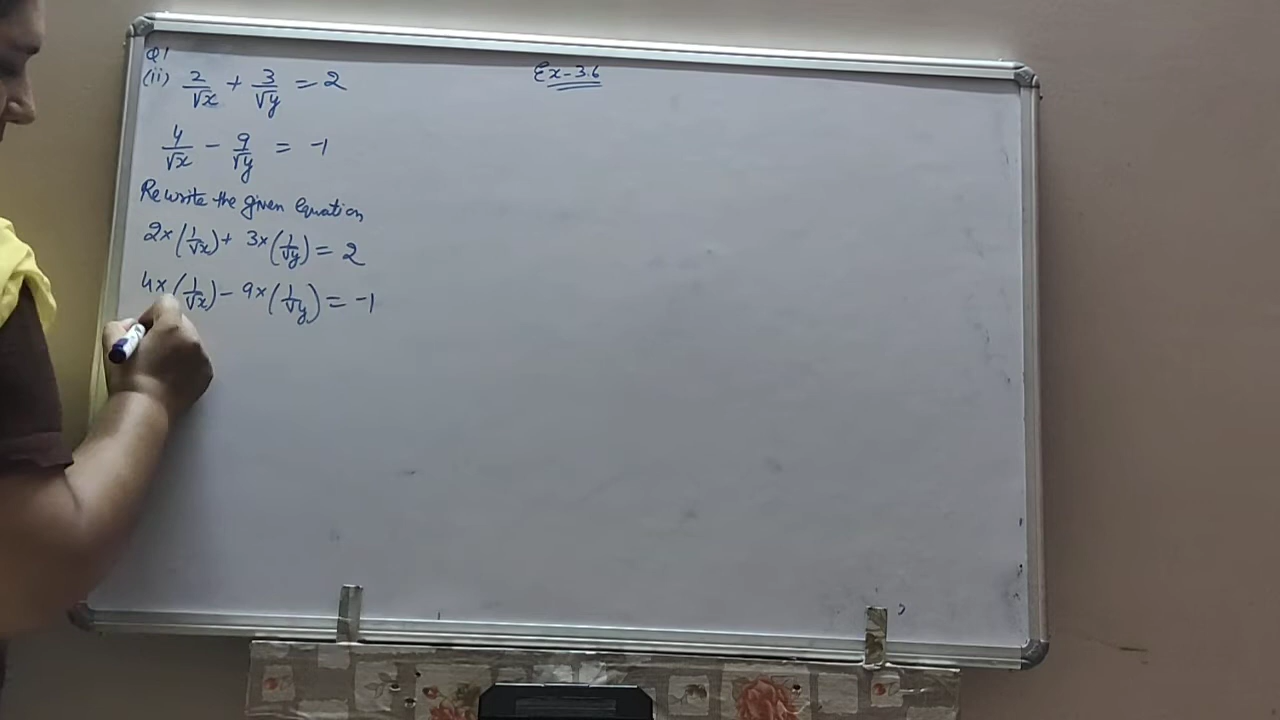 Ex-3.6
Q1
(ii) 2/√x + 3/√y = 2
4/√x - 9/√y = -1
Rewrite the given Equation
2×(1/√x) + 3×(1/√y) = 2
4×(1/√x) - 9×(1/√y) = -1